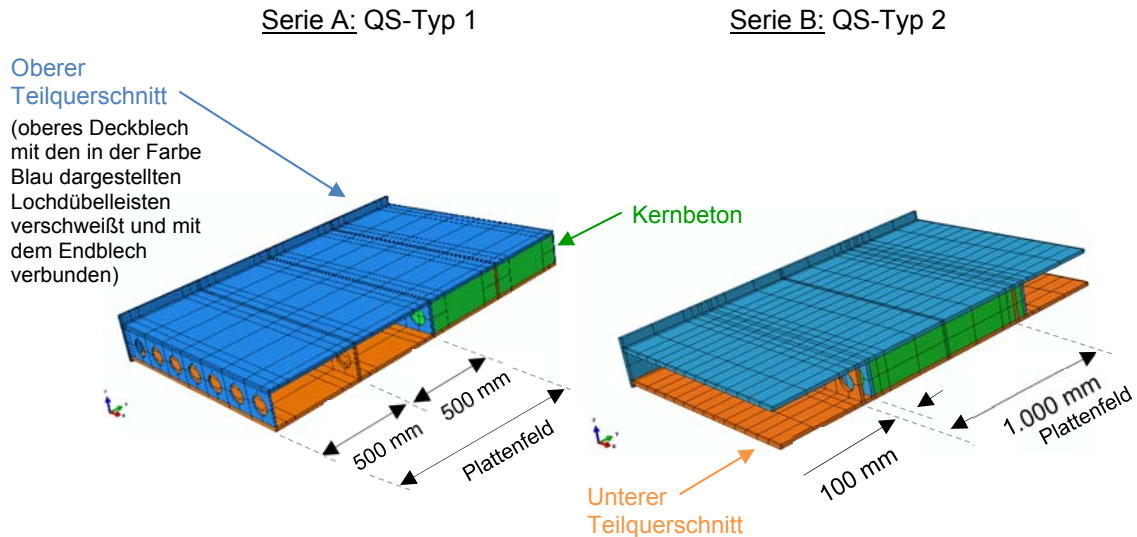 Serie A: QS-Typ 1
Serie B: QS-Typ 2
Oberer
Teilquerschnitt
(oberes Deckblech
mit den in der Farbe
Blau dargestellten
Lochdübelleisten
verschweißt und mit
dem Endblech
verbunden)
Kernbeton
500 mm
500 mm
Plattenfeld
100 mm
1.000 mm
Plattenfeld
Unterer
Teilquerschnitt